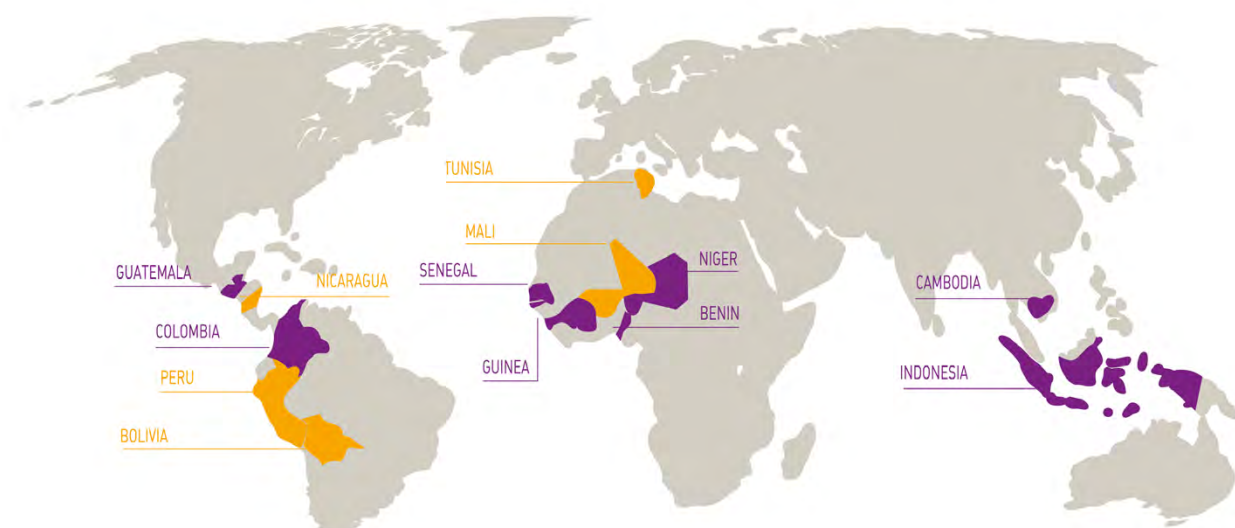 TUNISIA
MALI
SENEGAL
NIGER
GUATEMALA
NICARAGUA
CAMBODIA
BENIN
COLOMBIA
GUINEA
PERU
INDONESIA
BOLIVIA